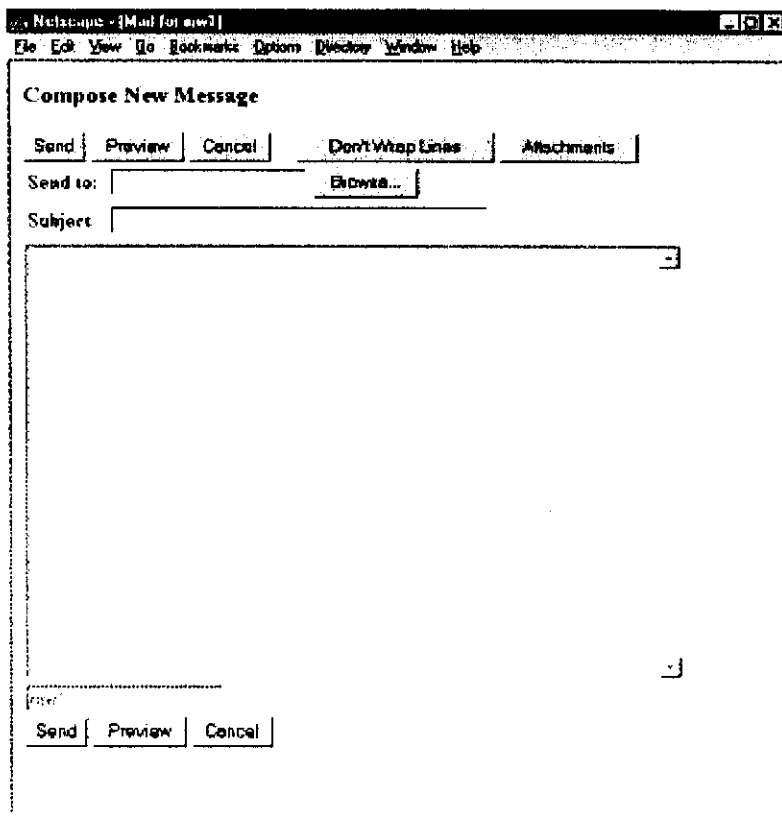 Netscape - [Mail for
File Edit View Go Bookmarks Options Directory Window Help
Compose New Message
Send Preview Cancel Don't Wrap Lines Attachments
Send to: Browse...
Subject
Send Preview Cancel